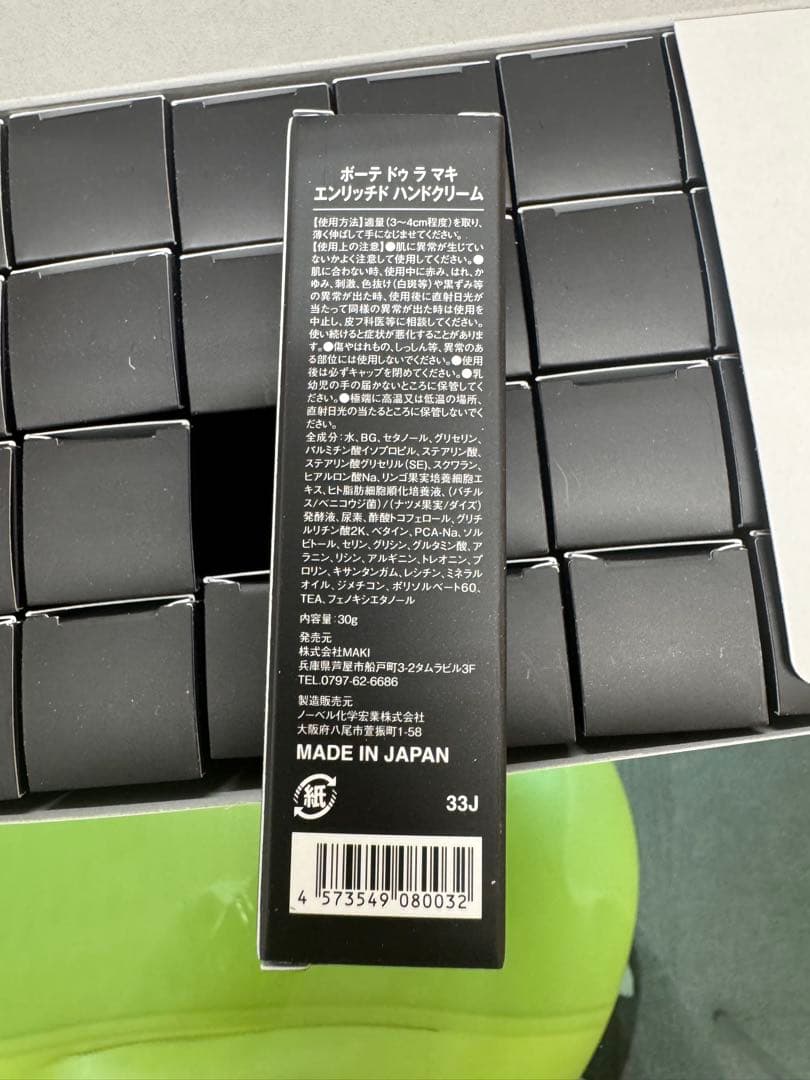 ボーテ ドゥ ラ マキ
エンリッチド ハンドクリーム
【使用方法】適量(3〜4cm程度)を取り、
薄く伸ばして手になじませてください。
【使用上の注意】●肌に異常が生じてい
ないかよく注意して使用してください。●
肌に合わない時、使用中に赤み、はれ、か
ゆみ、刺激、色抜け(白斑等)や黒ずみ等
の異常が出た時、使用後に直射日光が
当たって同様の異常が出た時は使用を
中止し、皮フ科医等に相談してください。
使い続けると症状が悪化することがありま
す。●傷やはれもの、しっしん等、異常のあ
る部位には使用しないでください。●使用
後は必ずキャップを閉めてください。●乳
幼児の手の届かないところに保管してく
ださい。●極端に高温又は低温の場所、
直射日光の当たるところに保管しないでく
ださい。
全成分:水、BG、セタノール、グリセリン、
パルミチン酸イソプロピル、ステアリン酸、
ステアリン酸グリセリル(SE)、スクワラン、
ヒアルロン酸Na、リンゴ果実培養細胞エ
キス、ヒト脂肪細胞順化培養液、(バチル
ス/ベニコウジ菌)/(ナツメ果実/ダイズ)
発酵液、尿素、酢酸トコフェロール、グリチ
ルリチン酸2K、ベタイン、PCA-Na、ソル
ビトール、セリン、グリシン、グルタミン酸、ア
ラニン、リシン、アルギニン、トレオニン、プ
ロリン、キサンタンガム、レシチン、ミネラル
オイル、ジメチコン、ポリソルベート60、
TEA、フェノキシエタノール
内容量:30g
発売元
株式会社MAKI
兵庫県芦屋市船戸町3-2タムラビル3F
TEL.0797-62-6686
製造販売元
ノーベル化学宏業株式会社
大阪府八尾市萱振町1-58
MADE IN JAPAN
紙
33J
4 573549 080032